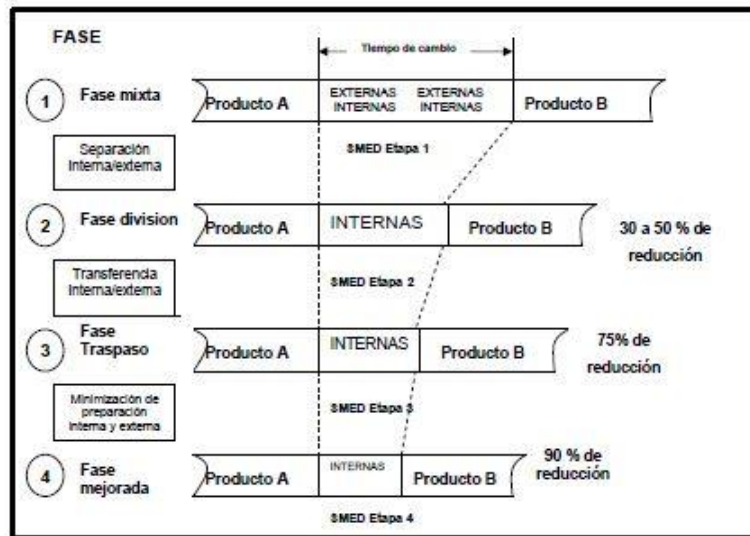 FASE
Tiempo de cambio
1 Fase mixta
Producto A
EXTERNAS EXTERNAS
INTERNAS INTERNAS
Producto B
Separación
Interna/externa
SMED Etapa 1
2 Fase division
Producto A
INTERNAS
Producto B
30 a 50 % de
reducción
Transferencia
Interna/externa
SMED Etapa 2
3 Fase
Traspaso
Producto A
INTERNAS
Producto B
75% de
reducción
Minimización de
preparación
Interna y externa
SMED Etapa 3
4 Fase
mejorada
Producto A
INTERNAS
Producto B
90 % de
reducción
SMED Etapa 4